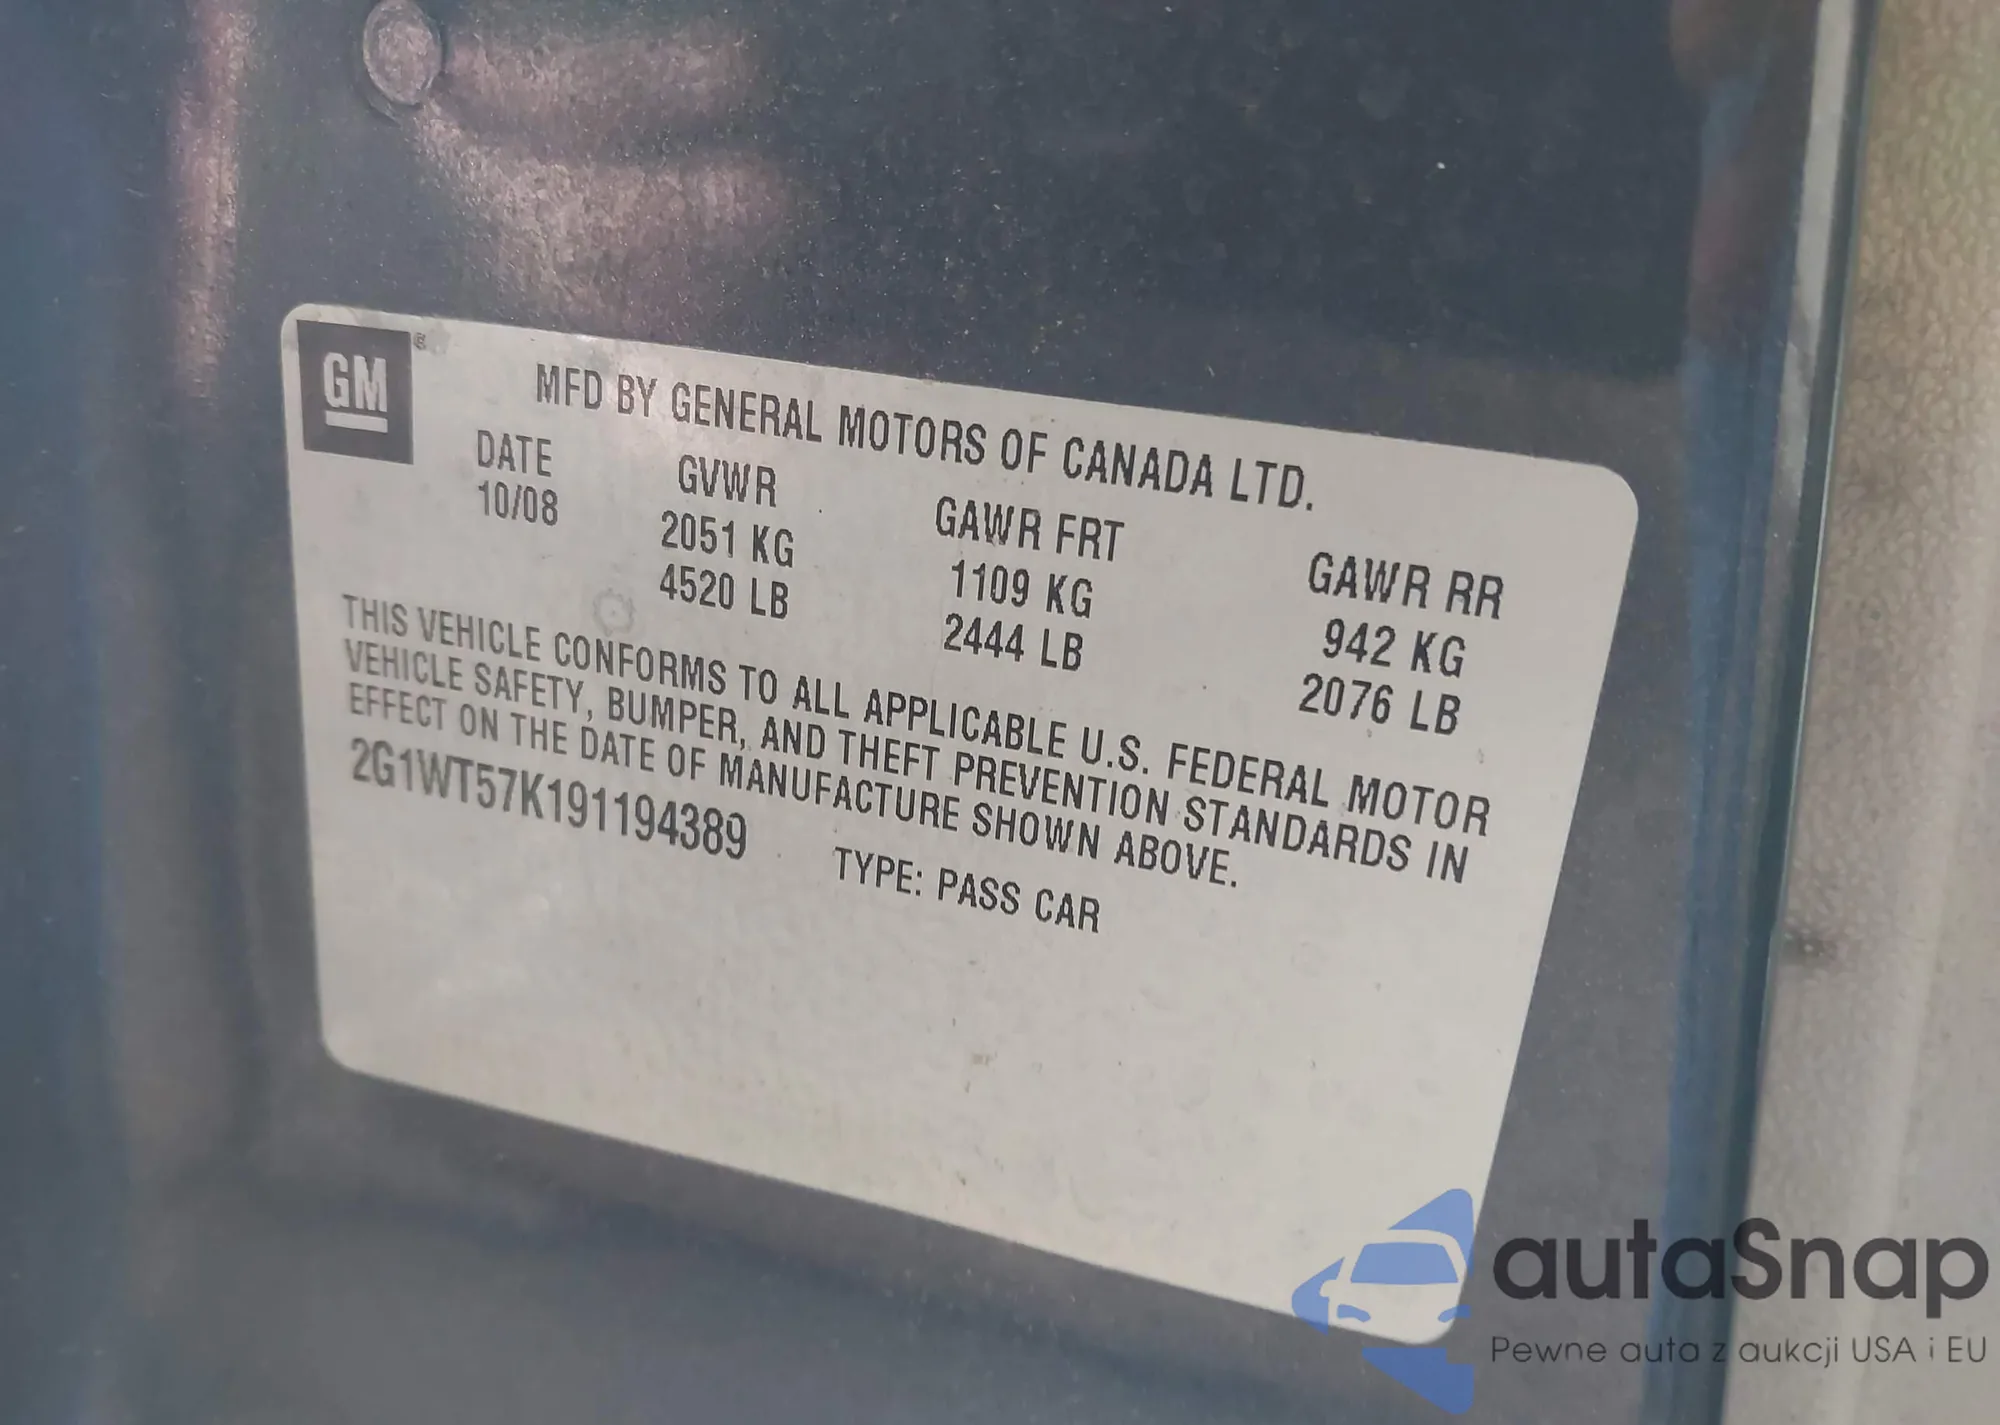 GM
MFD BY GENERAL MOTORS OF CANADA LTD.
DATE GVWR GAWR FRT GAWR RR
10/08 2051 KG 1109 KG 942 KG
4520 LB 2444 LB 2076 LB
THIS VEHICLE CONFORMS TO ALL APPLICABLE U.S. FEDERAL MOTOR
VEHICLE SAFETY, BUMPER, AND THEFT PREVENTION STANDARDS IN
EFFECT ON THE DATE OF MANUFACTURE SHOWN ABOVE.
2G1WT57K191194389 TYPE: PASS CAR
autaSnap
Pewne auta z aukcji USA i EU